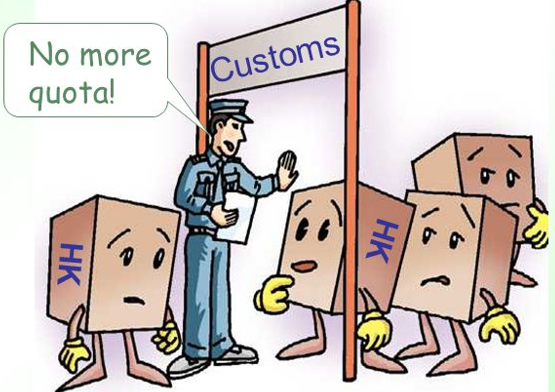 No more
quota!
Customs
HK
HK